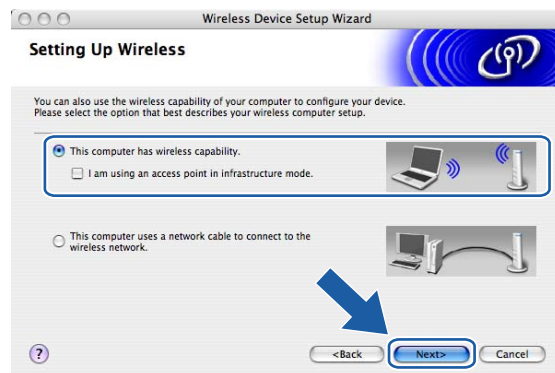 Wireless Device Setup Wizard
Setting Up Wireless
You can also use the wireless capability of your computer to configure your device.
Please select the option that best describes your wireless computer setup.
This computer has wireless capability.
I am using an access point in infrastructure mode.
This computer uses a network cable to connect to the
wireless network.
?
<Back
Next>
Cancel